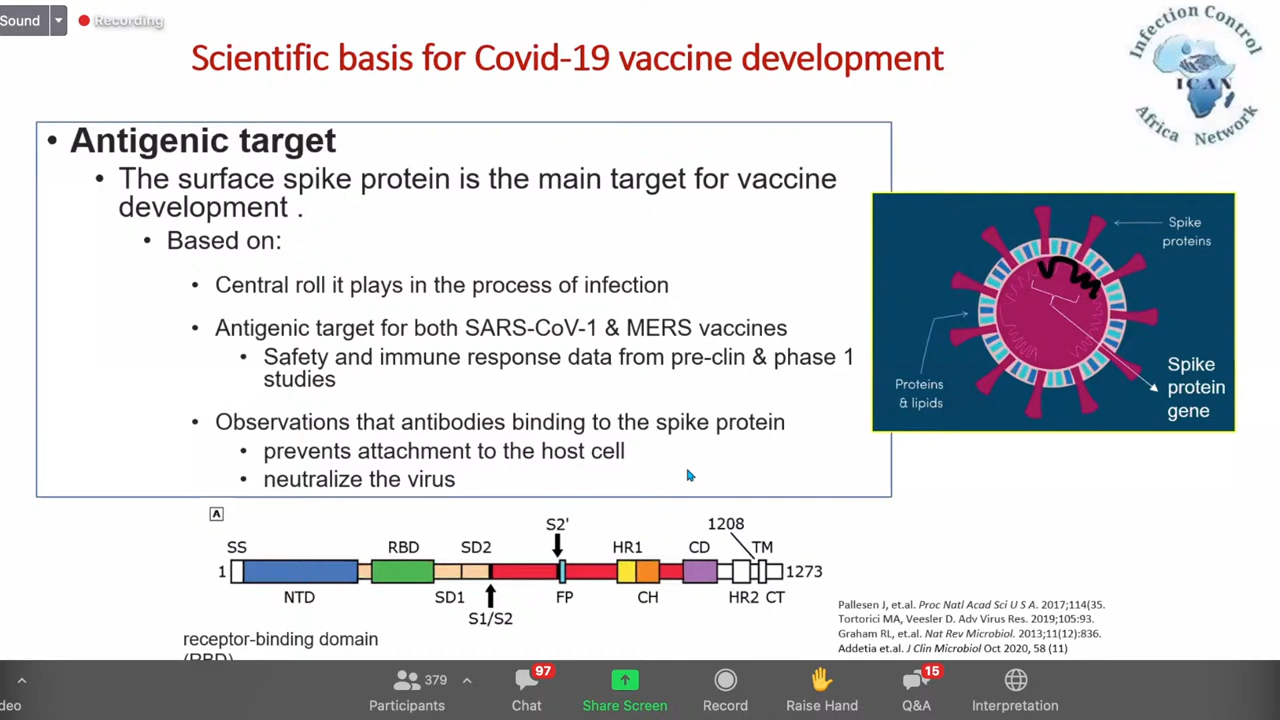 Sound
Recording
Scientific basis for Covid-19 vaccine development
Infection Control
ICAN
Africa Network
• Antigenic target
• The surface spike protein is the main target for vaccine
development .
• Based on:
• Central roll it plays in the process of infection
• Antigenic target for both SARS-CoV-1 & MERS vaccines
• Safety and immune response data from pre-clin & phase 1
studies
• Observations that antibodies binding to the spike protein
• prevents attachment to the host cell
• neutralize the virus
Spike
proteins
Proteins
& lipids
Spike
protein
gene
A
S2' 1208
SS RBD SD2 HR1 CD TM
1 1273
NTD SD1 FP CH HR2 CT
S1/S2
receptor-binding domain
(RBD)
Pallesen J, et.al. Proc Natl Acad Sci U S A. 2017;114(35.
Tortorici MA, Veesler D. Adv Virus Res. 2019;105:93.
Graham RL, et.al. Nat Rev Microbiol. 2013;11(12):836.
Addetia et.al. J Clin Microbiol Oct 2020, 58 (11)
deo
379
Participants
97
Chat
Share Screen
Record
Raise Hand
15
Q&A
Interpretation